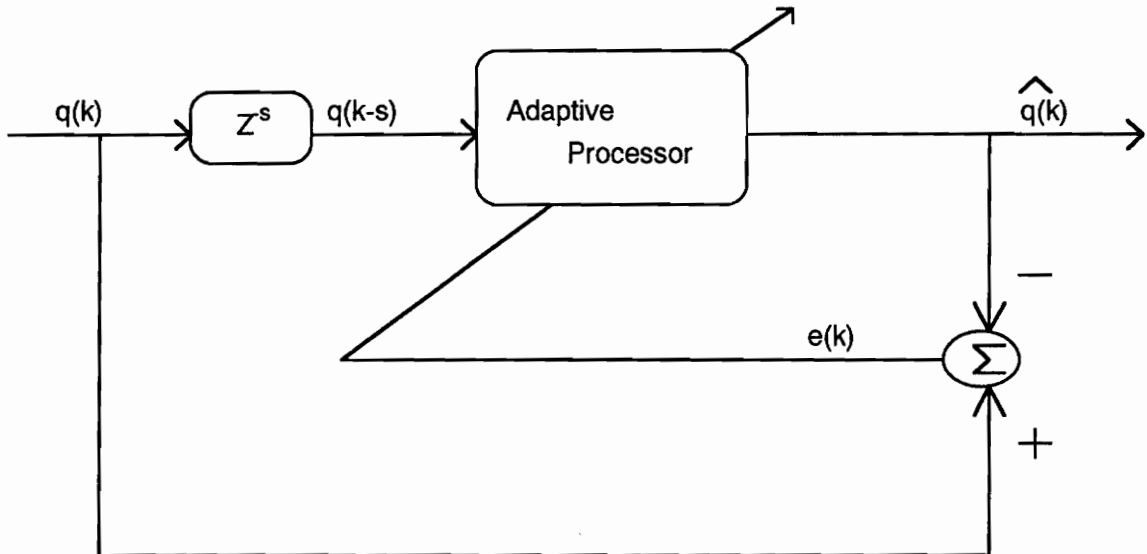 q(k)
Z^s
q(k-s)
Adaptive
Processor
^
q(k)
−
e(k)
Σ
+